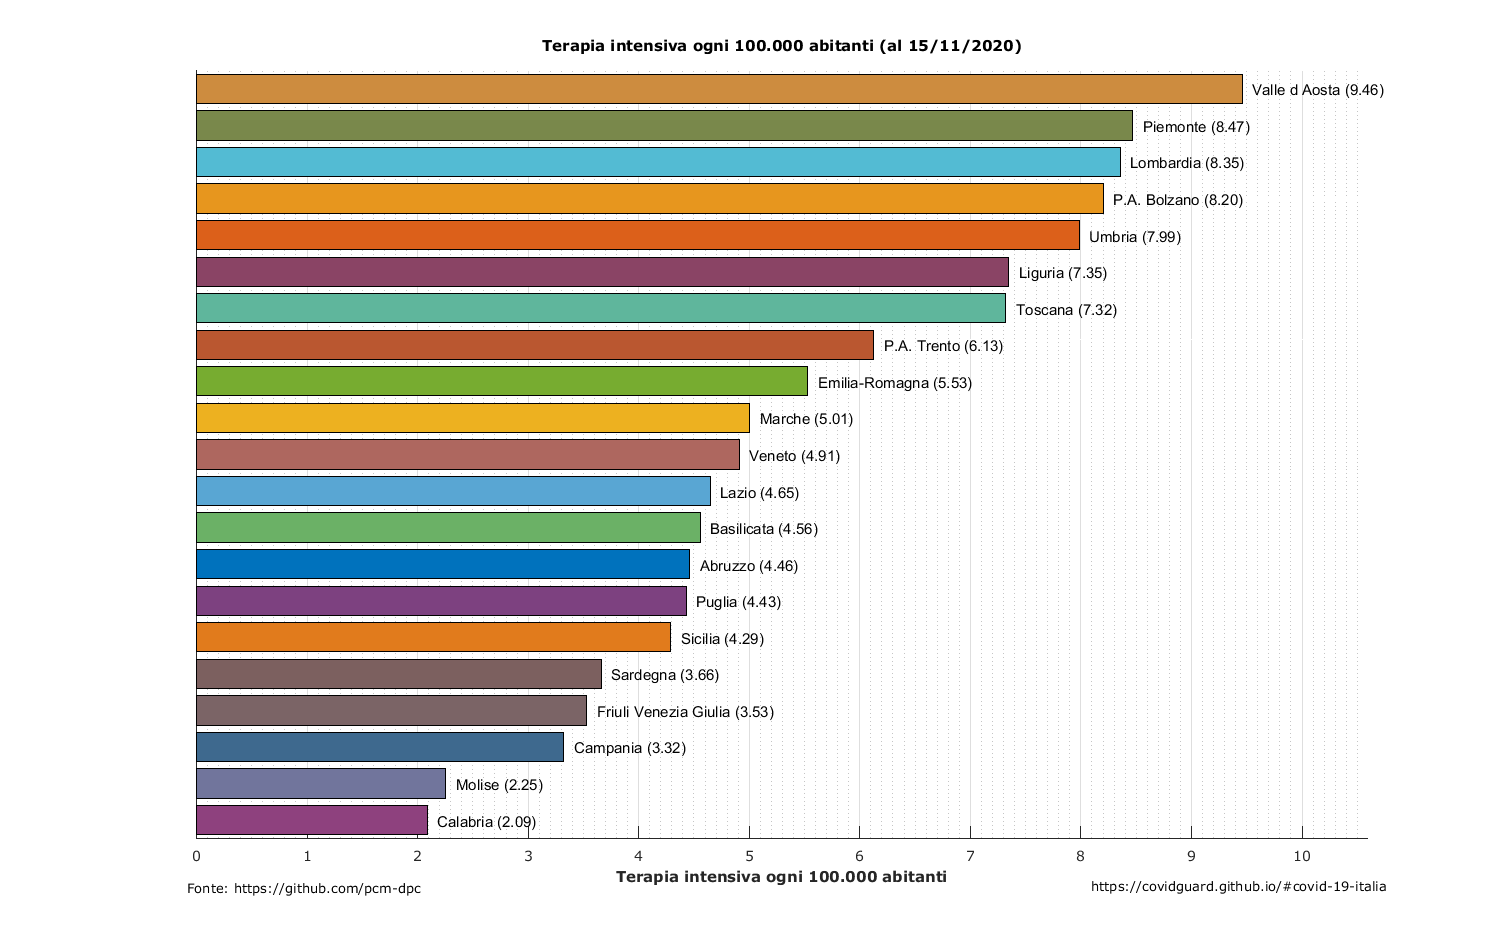 Terapia intensiva ogni 100.000 abitanti (al 15/11/2020)
Valle d Aosta (9.46)
Piemonte (8.47)
Lombardia (8.35)
P.A. Bolzano (8.20)
Umbria (7.99)
Liguria (7.35)
Toscana (7.32)
P.A. Trento (6.13)
Emilia-Romagna (5.53)
Marche (5.01)
Veneto (4.91)
Lazio (4.65)
Basilicata (4.56)
Abruzzo (4.46)
Puglia (4.43)
Sicilia (4.29)
Sardegna (3.66)
Friuli Venezia Giulia (3.53)
Campania (3.32)
Molise (2.25)
Calabria (2.09)
0 1 2 3 4 5 6 7 8 9 10
Terapia intensiva ogni 100.000 abitanti
Fonte: https://github.com/pcm-dpc
https://covidguard.github.io/#covid-19-italia